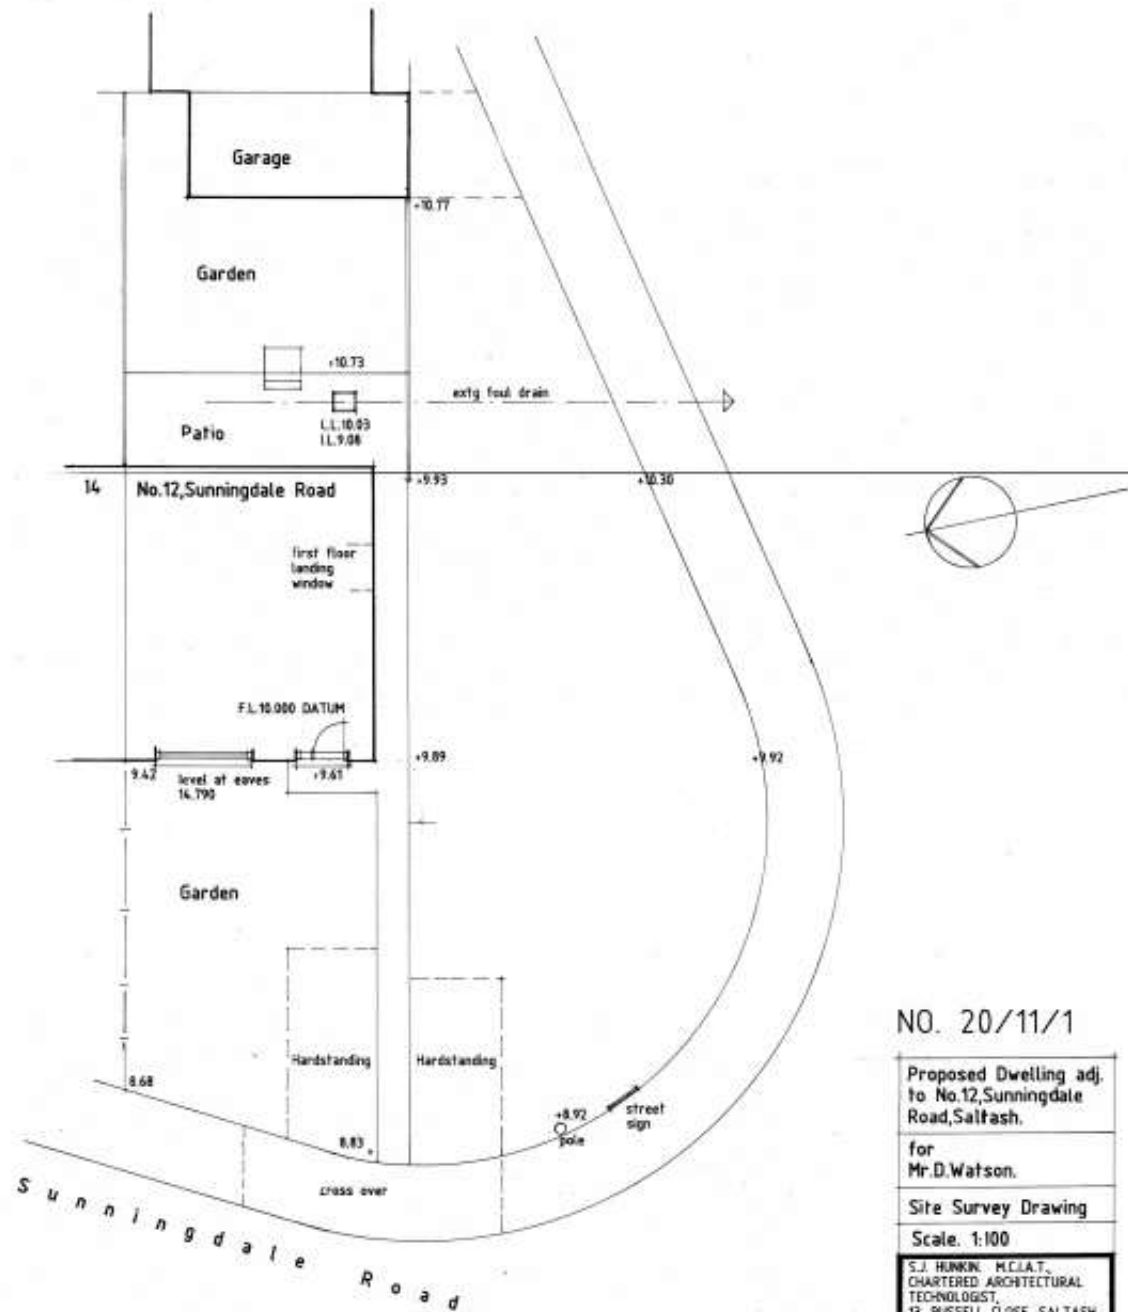 Garage
+10.77
Garden
+10.73
extg foul drain
L.L.10.03
I.L.9.08
Patio
14
No.12,Sunningdale Road
+9.93
+10.30
first floor
landing
window
F.L.10.000 DATUM
9.42
level at eaves
14.790
+9.61
+9.89
+9.92
Garden
Hardstanding
Hardstanding
8.68
8.83
+8.92
pole
street
sign
cross over
Sunningdale Road
NO. 20/11/1
Proposed Dwelling adj.
to No.12,Sunningdale
Road,Saltash.
for
Mr.D.Watson.
Site Survey Drawing
Scale. 1:100
S.J. HUNKIN. M.C.I.A.T.,
CHARTERED ARCHITECTURAL
TECHNOLOGIST,
13, RUSSELL CLOSE, SALTASH